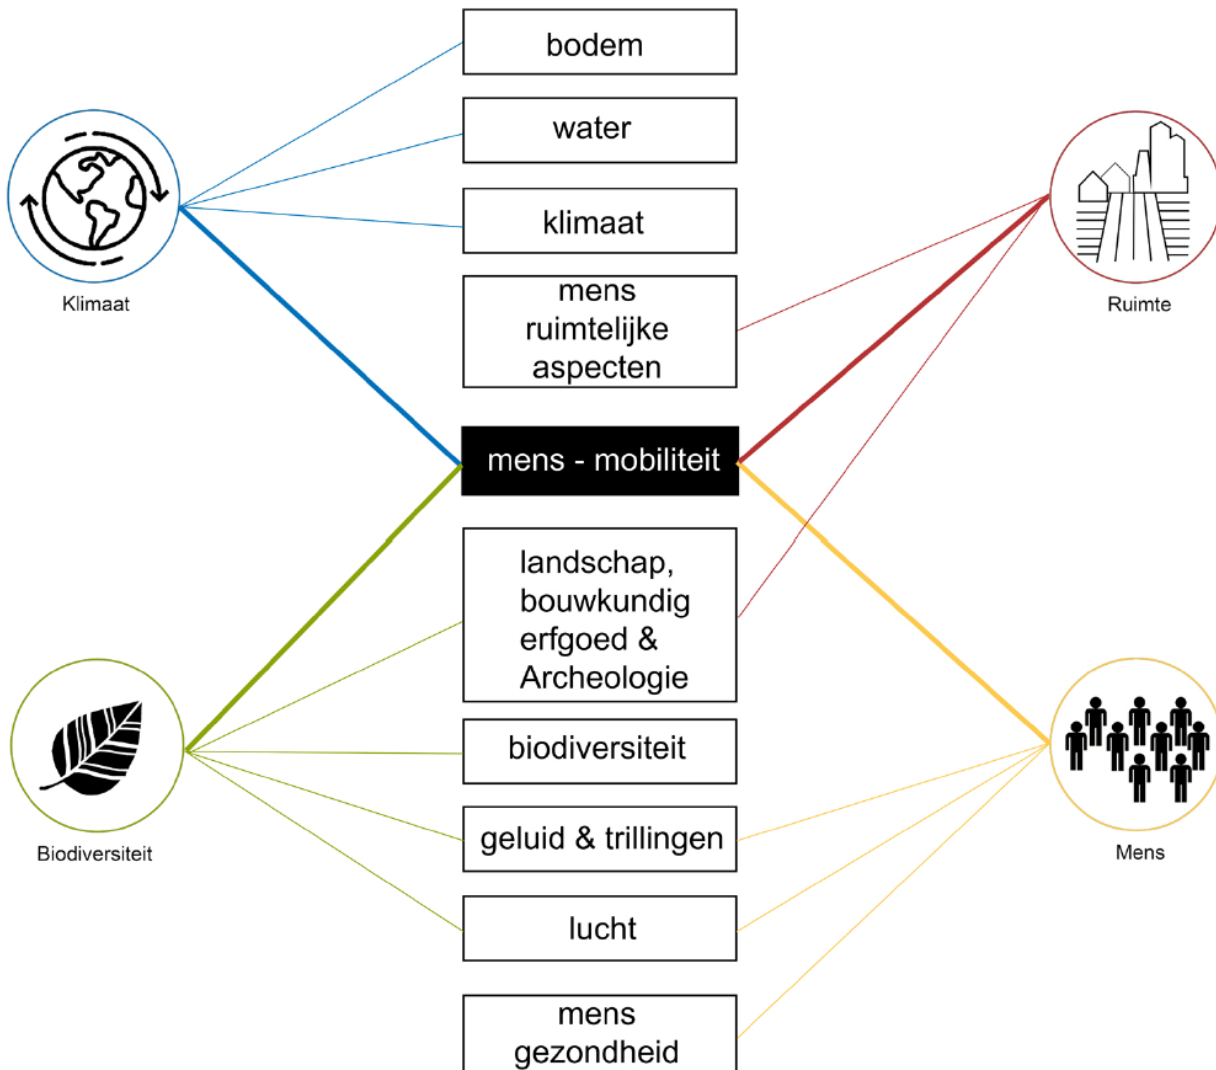 bodem
water
klimaat
mens
ruimtelijke
aspecten
mens - mobiliteit
landschap,
bouwkundig
erfgoed &
Archeologie
biodiversiteit
geluid & trillingen
lucht
mens
gezondheid
Klimaat
Biodiversiteit
Ruimte
Mens